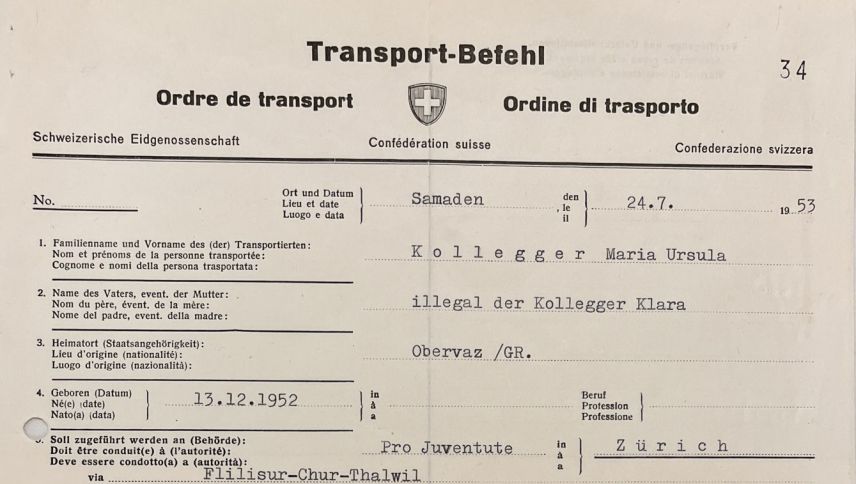 Transport-Befehl
34
Ordre de transport Ordine di trasporto
Schweizerische Eidgenossenschaft Confédération suisse Confederazione svizzera
No. Ort und Datum Samaden den 24.7. 1953
Lieu et date le
Luogo e data il
1. Familienname und Vorname des (der) Transportierten:
Nom et prénoms de la personne transportée: Kollegger Maria Ursula
Cognome e nomi della persona trasportata:
2. Name des Vaters, event. der Mutter:
Nom du père, évent. de la mère: illegal der Kollegger Klara
Nome del padre, event. della madre:
3. Heimatort (Staatsangehörigkeit):
Lieu d'origine (nationalité): Obervaz /GR.
Luogo d'origine (nazionalità):
4. Geboren (Datum) in Beruf
Né(e) (date) 13.12.1952 à Profession
Nato(a) (data) a Professione
5. Soll zugeführt werden an (Behörde): in
Doit être conduit(e) à (l'autorité): Pro Juventute à Zürich
Deve essere condotto(a) a (autorità): a
via Flilisur-Chur-Thalwil